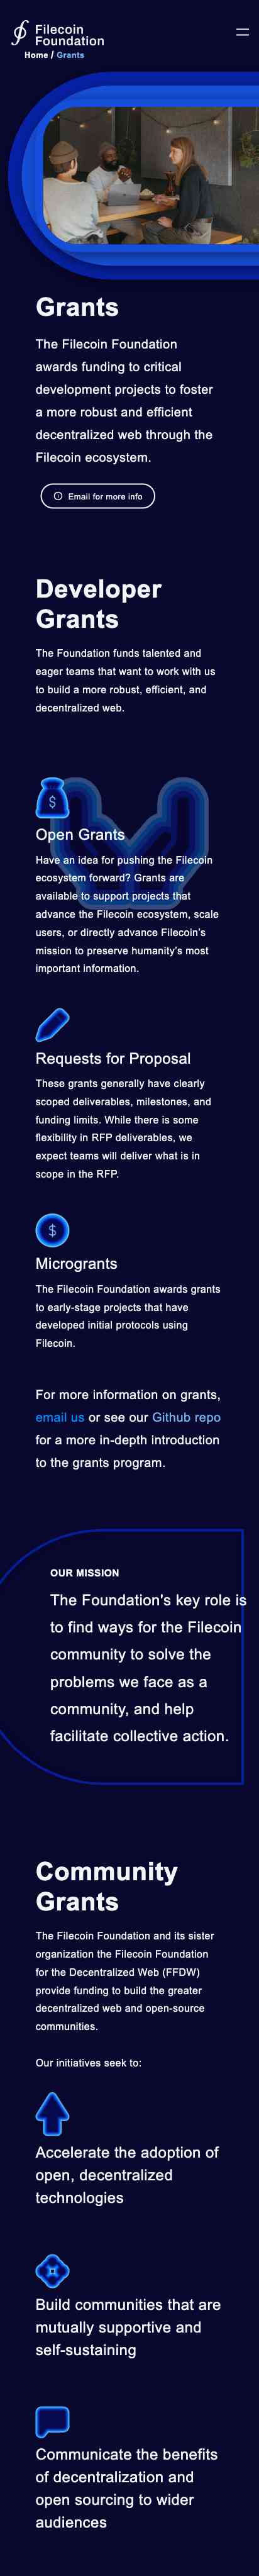 Filecoin
Foundation
Home / Grants
Grants
The Filecoin Foundation
awards funding to critical
development projects to foster
a more robust and efficient
decentralized web through the
Filecoin ecosystem.
Email for more info
Developer
Grants
The Foundation funds talented and
eager teams that want to work with us
to build a more robust, efficient, and
decentralized web.
$
Open Grants
Have an idea for pushing the Filecoin
ecosystem forward? Grants are
available to support projects that
advance the Filecoin ecosystem, scale
users, or directly advance Filecoin's
mission to preserve humanity's most
important information.
Requests for Proposal
These grants generally have clearly
scoped deliverables, milestones, and
funding limits. While there is some
flexibility in RFP deliverables, we
expect teams will deliver what is in
scope in the RFP.
$
Microgrants
The Filecoin Foundation awards grants
to early-stage projects that have
developed initial protocols using
Filecoin.
For more information on grants,
email us or see our Github repo
for a more in-depth introduction
to the grants program.
OUR MISSION
The Foundation's key role is
to find ways for the Filecoin
community to solve the
problems we face as a
community, and help
facilitate collective action.
Community
Grants
The Filecoin Foundation and its sister
organization the Filecoin Foundation
for the Decentralized Web (FFDW)
provide funding to build the greater
decentralized web and open-source
communities.
Our initiatives seek to:
Accelerate the adoption of
open, decentralized
technologies
Build communities that are
mutually supportive and
self-sustaining
Communicate the benefits
of decentralization and
open sourcing to wider
audiences